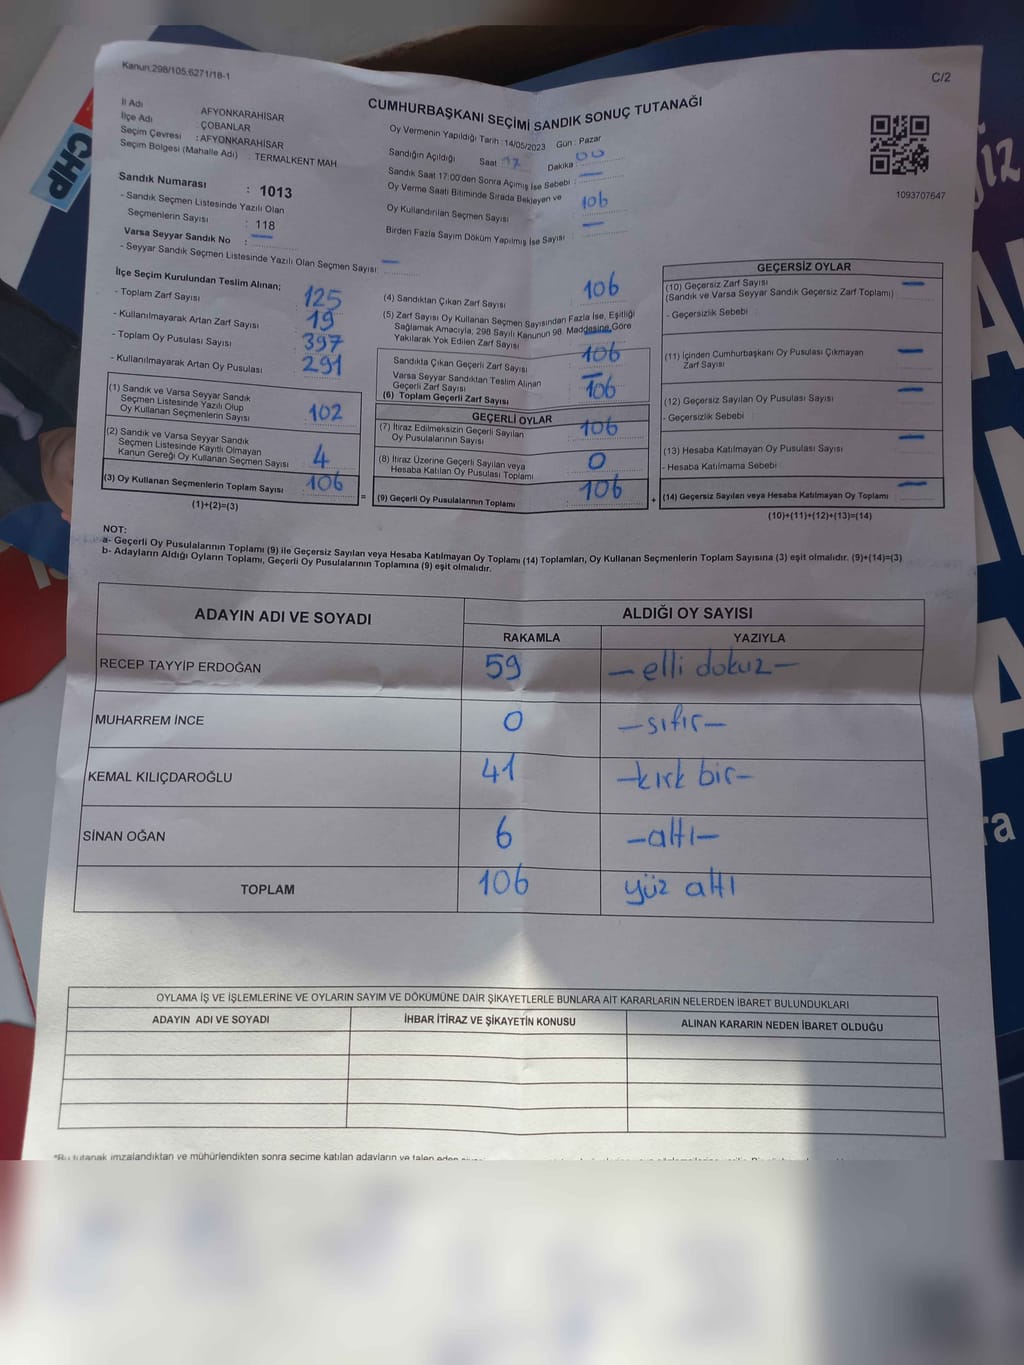 Kanun.298/105,6271/18-1
C/2
CUMHURBAŞKANI SEÇİMİ SANDIK SONUÇ TUTANAĞI
İl Adı : AFYONKARAHİSAR
İlçe Adı : ÇOBANLAR
Seçim Çevresi : AFYONKARAHİSAR
Seçim Bölgesi (Mahalle Adı) : TERMALKENT MAH
Sandık Numarası : 1013
- Sandık Seçmen Listesinde Yazılı Olan
Seçmenlerin Sayısı : 118
Varsa Seyyar Sandık No : —
- Seyyar Sandık Seçmen Listesinde Yazılı Olan Seçmen Sayısı: —
Oy Vermenin Yapıldığı Tarih : 14/05/2023 Gün : Pazar
Sandığın Açıldığı Saat : 17 Dakika : 00
Sandık Saat 17:00'den Sonra Açımış İse Sebebi : —
Oy Verme Saati Bitiminde Sırada Bekleyen ve
Oy Kullandırılan Seçmen Sayısı : 106
Birden Fazla Sayım Döküm Yapılmış İse Sayısı : —
1093707647
İlçe Seçim Kurulundan Teslim Alınan;
- Toplam Zarf Sayısı : 125
- Kullanılmayarak Artan Zarf Sayısı : 19
- Toplam Oy Pusulası Sayısı : 397
- Kullanılmayarak Artan Oy Pusulası : 291
(1) Sandık ve Varsa Seyyar Sandık
Seçmen Listesinde Yazılı Olup
Oy Kullanan Seçmenlerin Sayısı : 102
(2) Sandık ve Varsa Seyyar Sandık
Seçmen Listesinde Kayıtlı Olmayan
Kanun Gereği Oy Kullanan Seçmen Sayısı : 4
(3) Oy Kullanan Seçmenlerin Toplam Sayısı : 106
(1)+(2)=(3)
(4) Sandıktan Çıkan Zarf Sayısı : 106
(5) Zarf Sayısı Oy Kullanan Seçmen Sayısından Fazla İse, Eşitliği
Sağlamak Amacıyla, 298 Sayılı Kanunun 98. Maddesine Göre
Yakılarak Yok Edilen Zarf Sayısı : —
Sandıkla Çıkan Geçerli Zarf Sayısı : 106
Varsa Seyyar Sandıktan Teslim Alınan
Geçerli Zarf Sayısı : —
(6) Toplam Geçerli Zarf Sayısı : 106
GEÇERLİ OYLAR
(7) İtiraz Edilmeksizin Geçerli Sayılan
Oy Pusulalarının Sayısı : 106
(8) İtiraz Üzerine Geçerli Sayılan veya
Hesaba Katılan Oy Pusulası Toplamı : 0
= (9) Geçerli Oy Pusulalarının Toplamı : 106
GEÇERSİZ OYLAR
(10) Geçersiz Zarf Sayısı —
(Sandık ve Varsa Seyyar Sandık Geçersiz Zarf Toplamı)
- Geçersizlik Sebebi
(11) İçinden Cumhurbaşkanı Oy Pusulası Çıkmayan —
Zarf Sayısı
(12) Geçersiz Sayılan Oy Pusulası Sayısı —
- Geçersizlik Sebebi
(13) Hesaba Katılmayan Oy Pusulası Sayısı —
- Hesaba Katılmama Sebebi
+ (14) Geçersiz Sayılan veya Hesaba Katılmayan Oy Toplamı —
(10)+(11)+(12)+(13)=(14)
NOT:
a- Geçerli Oy Pusulalarının Toplamı (9) ile Geçersiz Sayılan veya Hesaba Katılmayan Oy Toplamı (14) Toplamları, Oy Kullanan Seçmenlerin Toplam Sayısına (3) eşit olmalıdır. (9)+(14)=(3)
b- Adayların Aldığı Oyların Toplamı, Geçerli Oy Pusulalarının Toplamına (9) eşit olmalıdır.
ADAYIN ADI VE SOYADI ALDIĞI OY SAYISI
RAKAMLA YAZIYLA
RECEP TAYYİP ERDOĞAN 59 —elli dokuz—
MUHARREM İNCE 0 —sıfır—
KEMAL KILIÇDAROĞLU 41 —kırk bir—
SİNAN OĞAN 6 —altı—
TOPLAM 106 yüz altı
OYLAMA İŞ VE İŞLEMLERİNE VE OYLARIN SAYIM VE DÖKÜMÜNE DAİR ŞİKAYETLERLE BUNLARA AİT KARARLARIN NELERDEN İBARET BULUNDUKLARI
ADAYIN ADI VE SOYADI İHBAR İTİRAZ VE ŞİKAYETİN KONUSU ALINAN KARARIN NEDEN İBARET OLDUĞU
*Bu tutanak imzalandıktan ve mühürlendikten sonra seçime katılan adayların ve talep eden
CHP